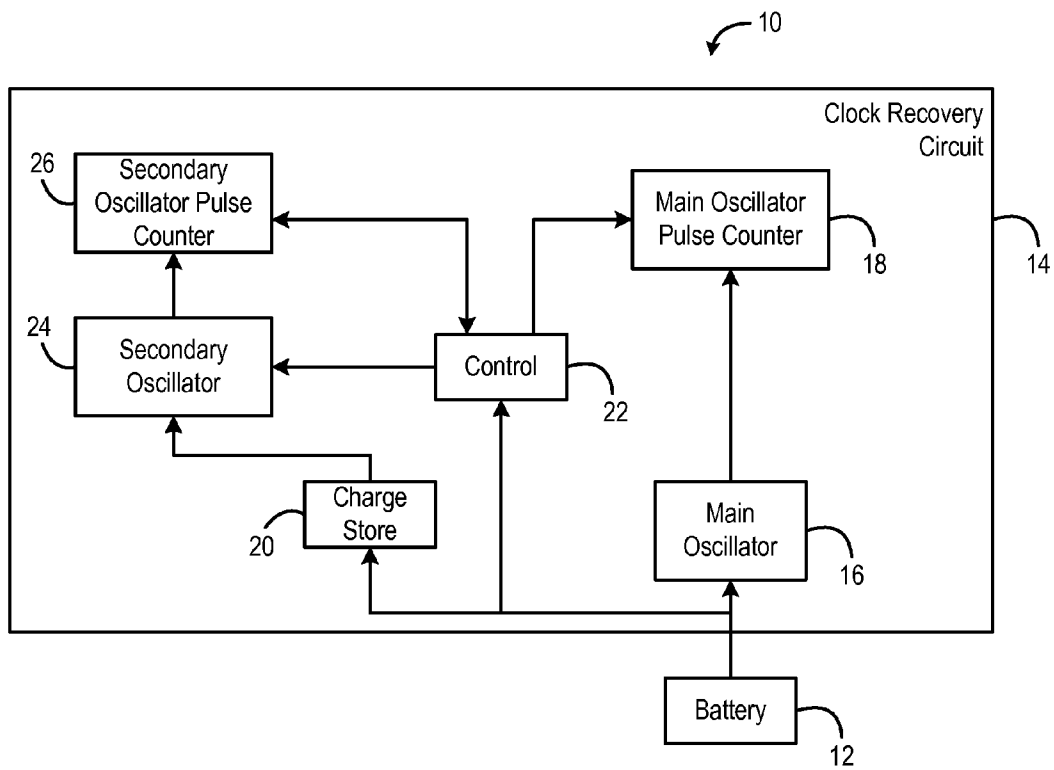 10
Clock Recovery
Circuit
26
Secondary
Oscillator Pulse
Counter
Main Oscillator
Pulse Counter
18
14
24
Secondary
Oscillator
Control
22
Charge
Store
20
Main
Oscillator
16
Battery
12